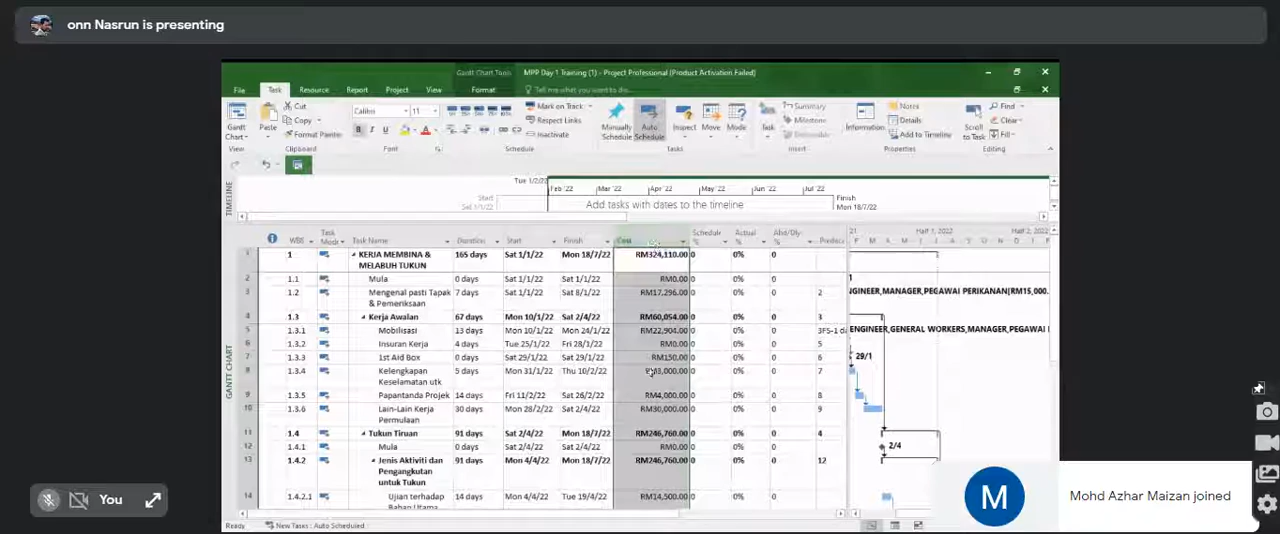 onn Nasrun is presenting
Gantt Chart Tools MPP Day 1 Training (1) - Project Professional (Product Activation Failed)
File Task Resource Report Project View Format Tell me what you want to do...
Cut
Copy
Format Painter
Paste
Gantt Chart
Calibri 11
B I U A
Mark on Track
Respect Links
Inactivate
Manually Schedule
Auto Schedule
Inspect
Move
Mode
Task
Summary
Milestone
Deliverable
Information
Notes
Details
Add to Timeline
Scroll to Task
Find
Clear
Fill
View Clipboard Font Schedule Tasks Insert Properties Editing
TIMELINE
Tue 1/2/22
Feb '22 Mar '22 Apr '22 May '22 Jun '22 Jul '22
Start
Sat 1/1/22
Add tasks with dates to the timeline
Finish
Mon 18/7/22
GANTT CHART
WBS Task Mode Task Name Duration Start Finish Cost Schedule % Actual % Ahd/Dly % Predec
21 Half 1, 2022 Half 2, 2022
F M A M J J A S O N D F
1 1 KERJA MEMBINA & MELABUH TUKUN 165 days Sat 1/1/22 Mon 18/7/22 RM324,110.00 0 0% 0
2 1.1 Mula 0 days Sat 1/1/22 Sat 1/1/22 RM0.00 0 0% 0
3 1.2 Mengenal pasti Tapak & Pemeriksaan 7 days Sat 1/1/22 Sat 8/1/22 RM17,296.00 0 0% 0 2
NGINEER,MANAGER,PEGAWAI PERIKANAN[RM15,000.
4 1.3 Kerja Awalan 67 days Mon 10/1/22 Sat 2/4/22 RM60,054.00 0 0% 0 3
5 1.3.1 Mobilisasi 13 days Mon 10/1/22 Mon 24/1/22 RM22,904.00 0 0% 0 3FS-1 da
ENGINEER,GENERAL WORKERS,MANAGER,PEGAWAI
6 1.3.2 Insuran Kerja 4 days Tue 25/1/22 Fri 28/1/22 RM0.00 0 0% 0 5
7 1.3.3 1st Aid Box 0 days Sat 29/1/22 Sat 29/1/22 RM150.00 0 0% 0 6
29/1
8 1.3.4 Kelengkapan Keselamatan utk 5 days Mon 31/1/22 Thu 10/2/22 0 0% 0 7
9 1.3.5 Papantanda Projek 14 days Fri 11/2/22 Sat 26/2/22 RM4,000.00 0 0% 0 8
10 1.3.6 Lain-Lain Kerja Permulaan 30 days Mon 28/2/22 Sat 2/4/22 RM30,000.00 0 0% 0 9
11 1.4 Tukun Tiruan 91 days Sat 2/4/22 Mon 18/7/22 RM246,760.00 0 0% 0 4
12 1.4.1 Mula 0 days Sat 2/4/22 Sat 2/4/22 RM0.00 0 0% 0
2/4
13 1.4.2 Jenis Aktiviti dan Pengangkutan untuk Tukun 91 days Mon 4/4/22 Mon 18/7/22 RM246,760.00 0 0% 0 12
14 1.4.2.1 Ujian terhadap Bahan Utama 14 days Mon 4/4/22 Tue 19/4/22 RM14,500.00 0 0% 0
Ready New Tasks : Auto Scheduled
You
M
Mohd Azhar Maizan joined